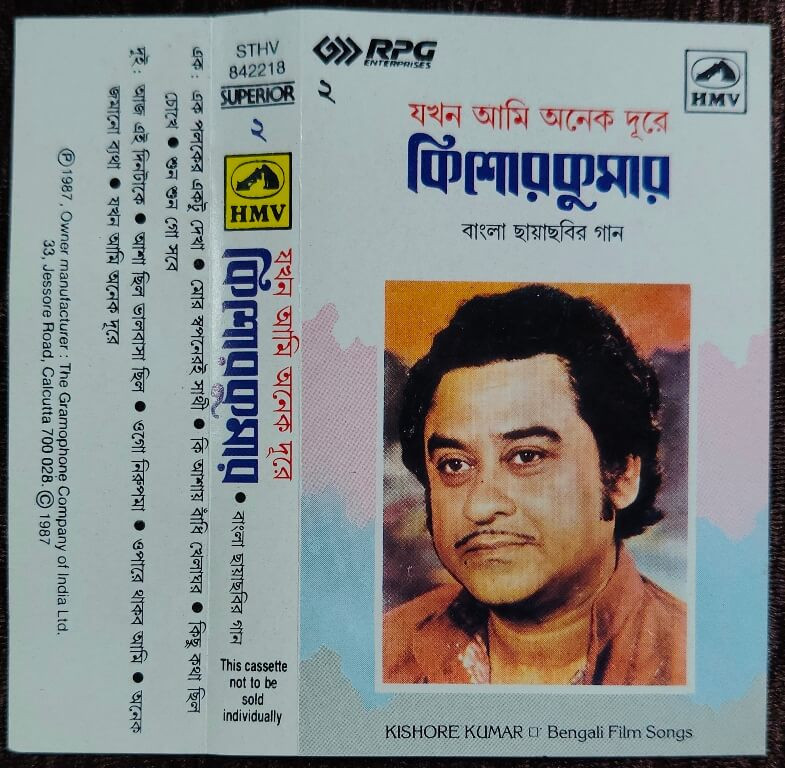 এক : এক পলকের একটু দেখা ● মোর স্বপনেরই সাথী ● কি আশায় বাঁধি খেলাঘর ● কিছু কথা ছিল
চোখে ● শুন শুন গো সবে
দুই : আজ এই দিনটাকে ● আশা ছিল ভালবাসা ছিল ● ওগো নিরুপমা ● ওপারে থাকব আমি ● অনেক
জমানো ব্যথা ● যখন আমি অনেক দূরে
Ⓟ 1987, Owner manufacturer : The Gramophone Company of India Ltd.
33, Jessore Road, Calcutta 700 028. © 1987
STHV
842218
SUPERIOR
২
HMV
যখন আমি অনেক দূরে
কিশোরকুমার
● বাংলা ছায়াছবির গান
This cassette
not to be
sold
individually
RPG
ENTERPRISES
২
HMV
যখন আমি অনেক দূরে
কিশোরকুমার
বাংলা ছায়াছবির গান
KISHORE KUMAR □ Bengali Film Songs